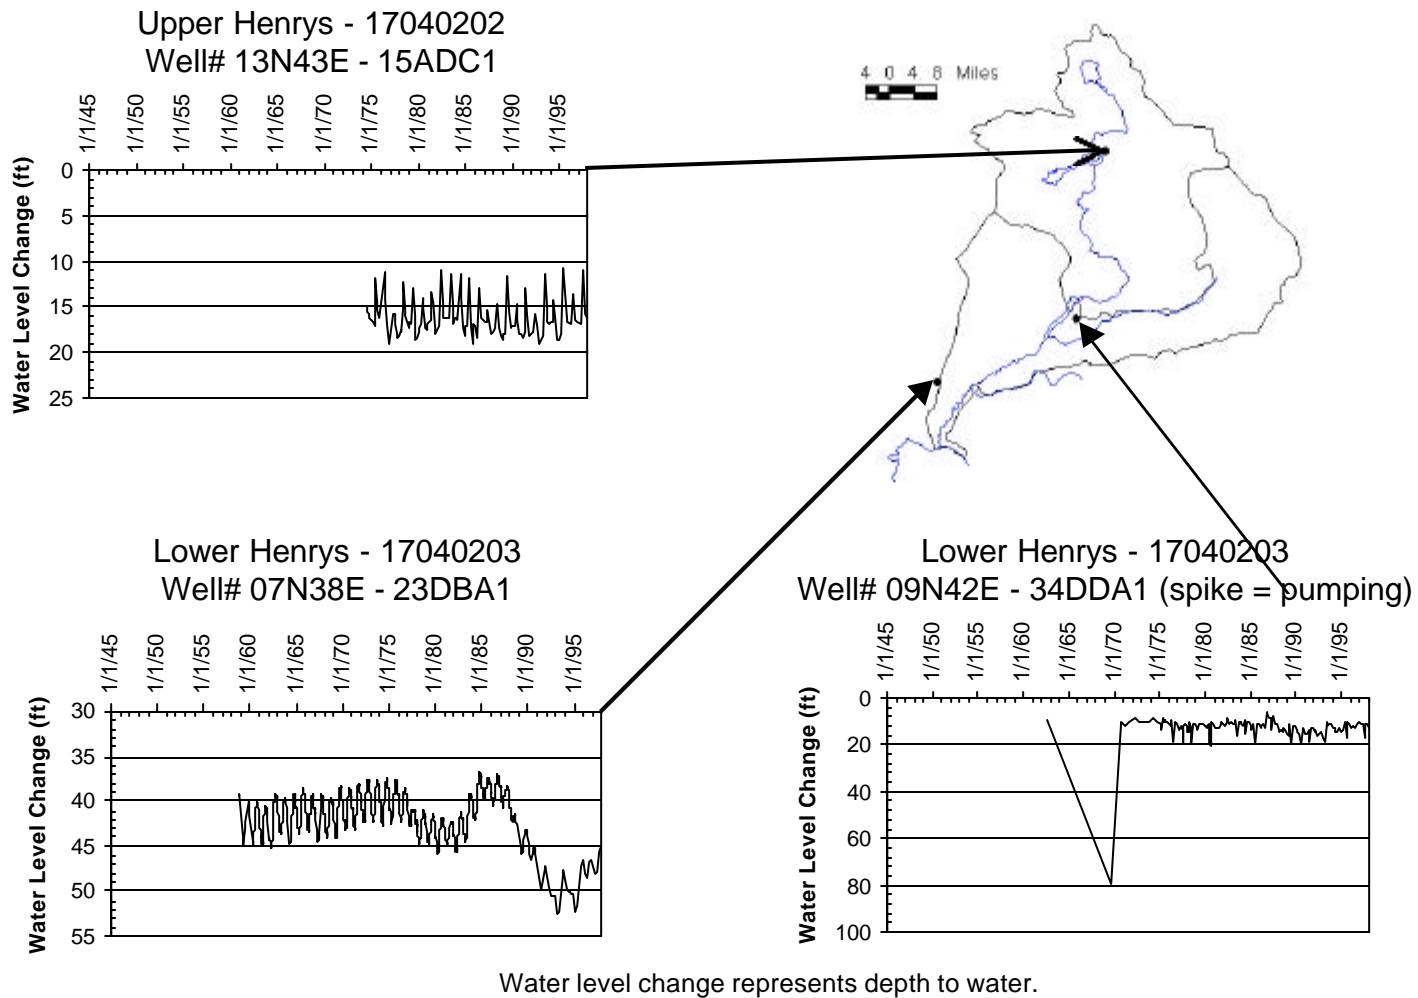 Upper Henrys - 17040202
Well# 13N43E - 15ADC1
1/1/45 1/1/50 1/1/55 1/1/60 1/1/65 1/1/70 1/1/75 1/1/80 1/1/85 1/1/90 1/1/95
Water Level Change (ft)
0
5
10
15
20
25
4 0 4 8 Miles
Lower Henrys - 17040203
Well# 07N38E - 23DBA1
1/1/45 1/1/50 1/1/55 1/1/60 1/1/65 1/1/70 1/1/75 1/1/80 1/1/85 1/1/90 1/1/95
Water Level Change (ft)
30
35
40
45
50
55
Lower Henrys - 17040203
Well# 09N42E - 34DDA1 (spike = pumping)
1/1/45 1/1/50 1/1/55 1/1/60 1/1/65 1/1/70 1/1/75 1/1/80 1/1/85 1/1/90 1/1/95
Water Level Change (ft)
0
20
40
60
80
100
Water level change represents depth to water.